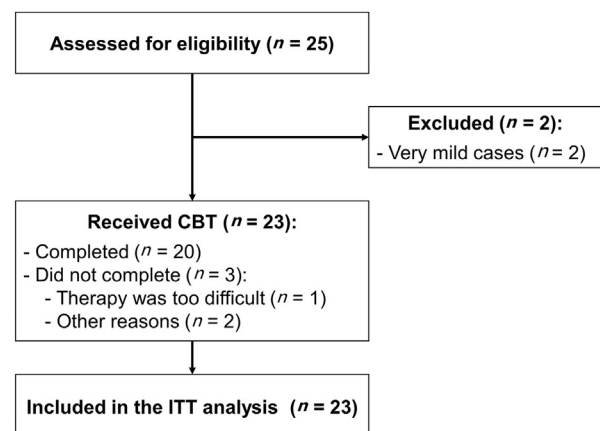 Assessed for eligibility (n = 25)
Excluded (n = 2):
- Very mild cases (n = 2)
Received CBT (n = 23):
- Completed (n = 20)
- Did not complete (n = 3):
- Therapy was too difficult (n = 1)
- Other reasons (n = 2)
Included in the ITT analysis (n = 23)